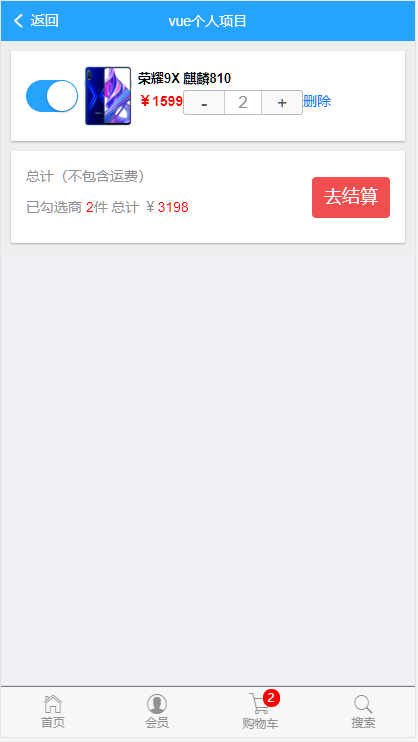 返回 vue个人项目
荣耀9X 麒麟810
￥1599 - 2 + 删除
总计（不包含运费）
已勾选商 2件 总计 ￥3198
去结算
2
首页 会员 购物车 搜索